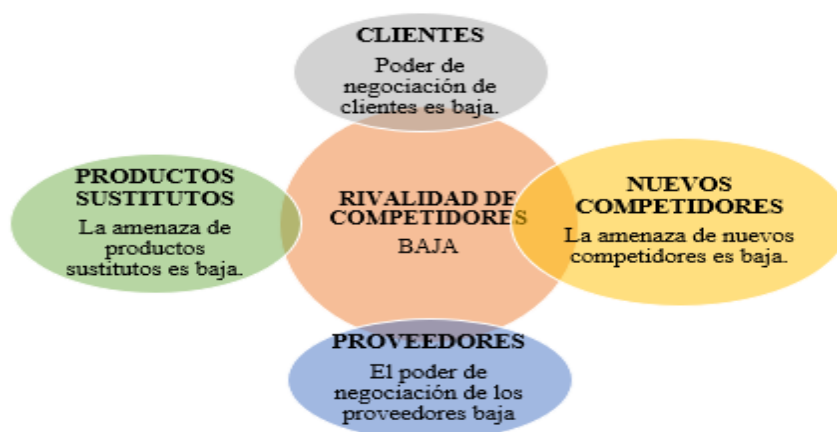 CLIENTES
Poder de
negociación de
clientes es baja.
PRODUCTOS
SUSTITUTOS
La amenaza de
productos
sustitutos es baja.
RIVALIDAD DE
COMPETIDORES
BAJA
NUEVOS
COMPETIDORES
La amenaza de nuevos
competidores es baja.
PROVEEDORES
El poder de
negociación de los
proveedores baja